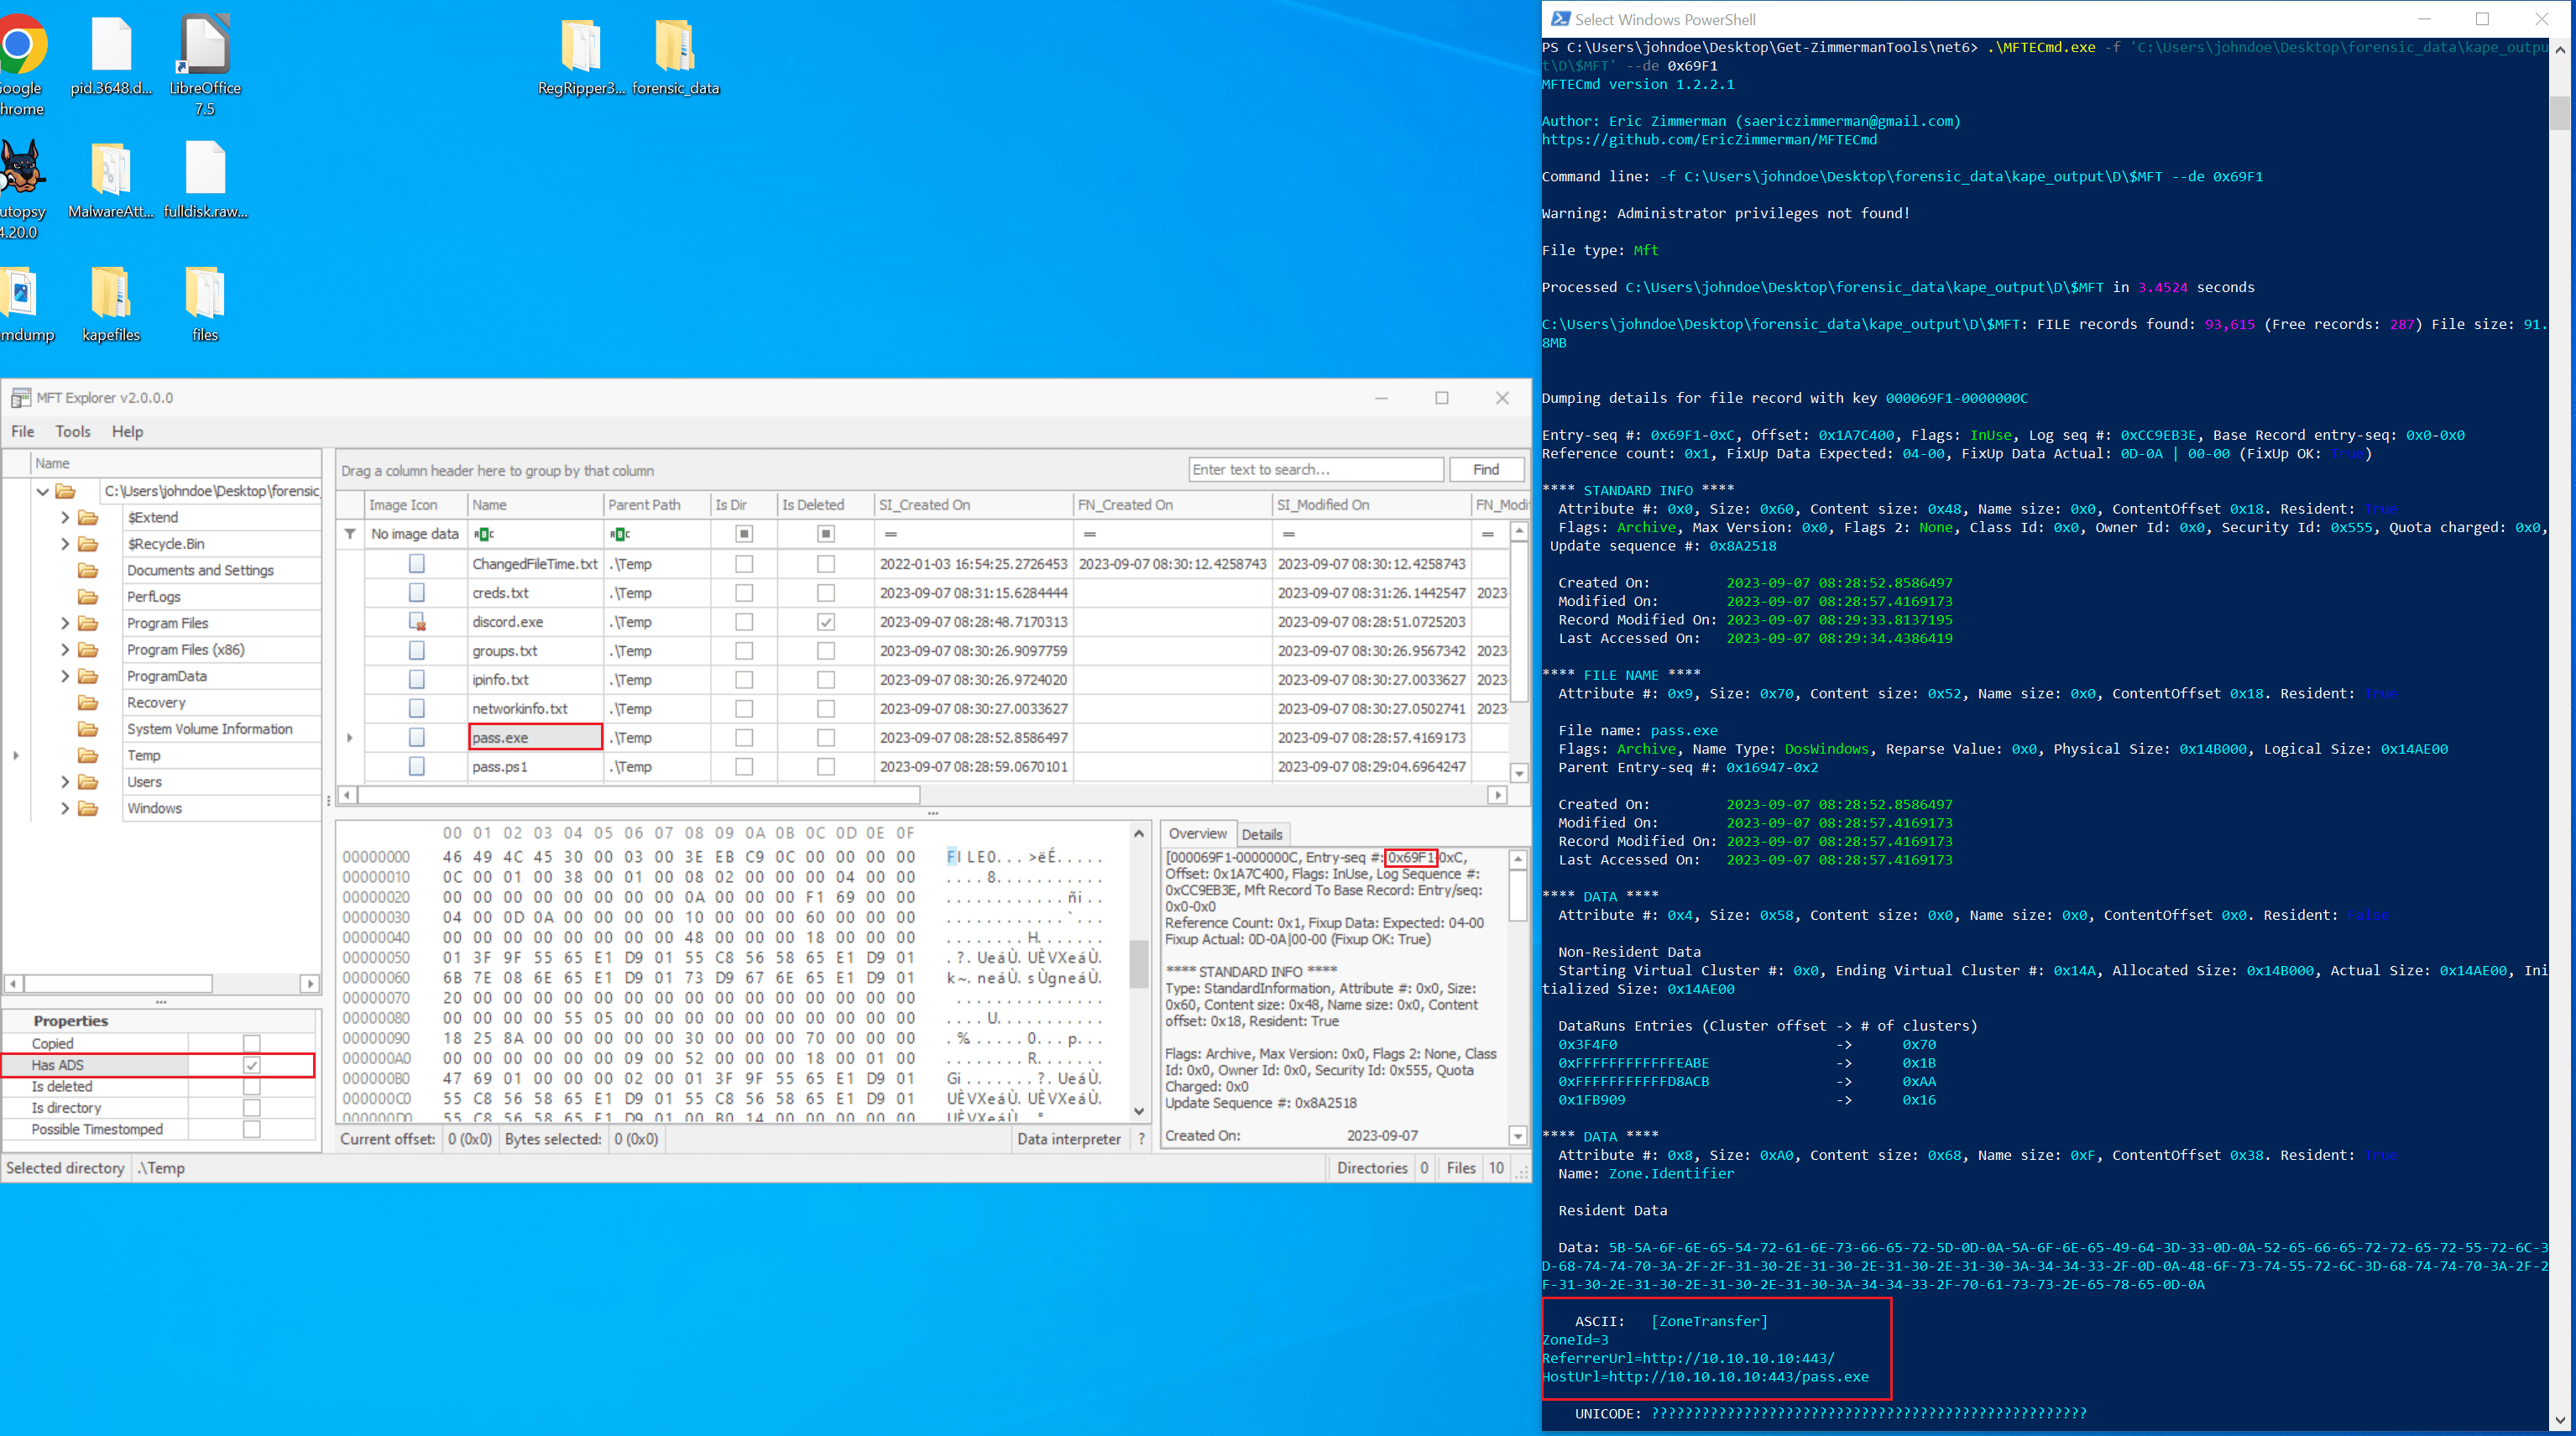 Google Chrome
pid.3648.d...
LibreOffice 7.5
RegRipper3...
forensic_data
Autopsy 4.20.0
MalwareAtt...
fulldisk.raw...
memdump
kapefiles
files
MFT Explorer v2.0.0.0
File Tools Help
Name
C:\Users\johndoe\Desktop\forensic_
$Extend
$Recycle.Bin
Documents and Settings
PerfLogs
Program Files
Program Files (x86)
ProgramData
Recovery
System Volume Information
Temp
Users
Windows
Properties
Copied
Has ADS
Is deleted
Is directory
Possible Timestomped
Selected directory .\Temp
Drag a column header here to group by that column
Enter text to search... Find
Image Icon Name Parent Path Is Dir Is Deleted SI_Created On FN_Created On SI_Modified On FN_Modi
No image data = = = =
ChangedFileTime.txt .\Temp 2022-01-03 16:54:25.2726453 2023-09-07 08:30:12.4258743 2023-09-07 08:30:12.4258743
creds.txt .\Temp 2023-09-07 08:31:15.6284444 2023-09-07 08:31:26.1442547 2023-
discord.exe .\Temp 2023-09-07 08:28:48.7170313 2023-09-07 08:28:51.0725203
groups.txt .\Temp 2023-09-07 08:30:26.9097759 2023-09-07 08:30:26.9567342 2023-
ipinfo.txt .\Temp 2023-09-07 08:30:26.9724020 2023-09-07 08:30:27.0033627 2023-
networkinfo.txt .\Temp 2023-09-07 08:30:27.0033627 2023-09-07 08:30:27.0502741 2023-
pass.exe .\Temp 2023-09-07 08:28:52.8586497 2023-09-07 08:28:57.4169173
pass.ps1 .\Temp 2023-09-07 08:28:59.0670101 2023-09-07 08:29:04.6964247
00 01 02 03 04 05 06 07 08 09 0A 0B 0C 0D 0E 0F
00000000 46 49 4C 45 30 00 03 00 3E EB C9 0C 00 00 00 00 FILE0...>ëÉ.....
00000010 0C 00 01 00 38 00 01 00 08 02 00 00 00 04 00 00 ....8...........
00000020 00 00 00 00 00 00 00 00 0A 00 00 00 F1 69 00 00 ............ñi..
00000030 04 00 0D 0A 00 00 00 00 10 00 00 00 60 00 00 00 ............`...
00000040 00 00 00 00 00 00 00 00 48 00 00 00 18 00 00 00 ........H.......
00000050 01 3F 9F 55 65 E1 D9 01 55 C8 56 58 65 E1 D9 01 .?.UeáÙ.UÈVXeáÙ.
00000060 6B 7E 08 6E 65 E1 D9 01 73 D9 67 6E 65 E1 D9 01 k~.neáÙ.sÙgneáÙ.
00000070 20 00 00 00 00 00 00 00 00 00 00 00 00 00 00 00 ...............
00000080 00 00 00 00 55 05 00 00 00 00 00 00 00 00 00 00 ....U...........
00000090 18 25 8A 00 00 00 00 00 30 00 00 00 70 00 00 00 .%......0...p...
000000A0 00 00 00 00 00 00 09 00 52 00 00 00 18 00 01 00 ........R.......
000000B0 47 69 01 00 00 00 02 00 01 3F 9F 55 65 E1 D9 01 Gi.......?.UeáÙ.
000000C0 55 C8 56 58 65 E1 D9 01 55 C8 56 58 65 E1 D9 01 UÈVXeáÙ.UÈVXeáÙ.
000000D0 55 C8 56 58 65 E1 D9 01 00 B0 14 00 00 00 00 00 UÈVXeáÙ..°......
Current offset: 0 (0x0) Bytes selected: 0 (0x0) Data interpreter ?
Overview Details
[000069F1-0000000C, Entry-seq #: 0x69F1-0xC,
Offset: 0x1A7C400, Flags: InUse, Log Sequence #:
0xCC9EB3E, Mft Record To Base Record: Entry/seq:
0x0-0x0
Reference Count: 0x1, Fixup Data: Expected: 04-00
Fixup Actual: 0D-0A|00-00 (Fixup OK: True)
**** STANDARD INFO ****
Type: StandardInformation, Attribute #: 0x0, Size:
0x60, Content size: 0x48, Name size: 0x0, Content
offset: 0x18, Resident: True
Flags: Archive, Max Version: 0x0, Flags 2: None, Class
Id: 0x0, Owner Id: 0x0, Security Id: 0x555, Quota
Charged: 0x0
Update Sequence #: 0x8A2518
Created On: 2023-09-07
Directories 0 Files 10
Select Windows PowerShell
PS C:\Users\johndoe\Desktop\Get-ZimmermanTools\net6> .\MFTECmd.exe -f 'C:\Users\johndoe\Desktop\forensic_data\kape_outpu
t\D\$MFT' --de 0x69F1
MFTECmd version 1.2.2.1
Author: Eric Zimmerman (saericzimmerman@gmail.com)
https://github.com/EricZimmerman/MFTECmd
Command line: -f C:\Users\johndoe\Desktop\forensic_data\kape_output\D\$MFT --de 0x69F1
Warning: Administrator privileges not found!
File type: Mft
Processed C:\Users\johndoe\Desktop\forensic_data\kape_output\D\$MFT in 3.4524 seconds
C:\Users\johndoe\Desktop\forensic_data\kape_output\D\$MFT: FILE records found: 93,615 (Free records: 287) File size: 91.
8MB
Dumping details for file record with key 000069F1-0000000C
Entry-seq #: 0x69F1-0xC, Offset: 0x1A7C400, Flags: InUse, Log seq #: 0xCC9EB3E, Base Record entry-seq: 0x0-0x0
Reference count: 0x1, FixUp Data Expected: 04-00, FixUp Data Actual: 0D-0A | 00-00 (FixUp OK: True)
**** STANDARD INFO ****
Attribute #: 0x0, Size: 0x60, Content size: 0x48, Name size: 0x0, ContentOffset 0x18. Resident: True
Flags: Archive, Max Version: 0x0, Flags 2: None, Class Id: 0x0, Owner Id: 0x0, Security Id: 0x555, Quota charged: 0x0,
Update sequence #: 0x8A2518
Created On: 2023-09-07 08:28:52.8586497
Modified On: 2023-09-07 08:28:57.4169173
Record Modified On: 2023-09-07 08:29:33.8137195
Last Accessed On: 2023-09-07 08:29:34.4386419
**** FILE NAME ****
Attribute #: 0x9, Size: 0x70, Content size: 0x52, Name size: 0x0, ContentOffset 0x18. Resident: True
File name: pass.exe
Flags: Archive, Name Type: DosWindows, Reparse Value: 0x0, Physical Size: 0x14B000, Logical Size: 0x14AE00
Parent Entry-seq #: 0x16947-0x2
Created On: 2023-09-07 08:28:52.8586497
Modified On: 2023-09-07 08:28:57.4169173
Record Modified On: 2023-09-07 08:28:57.4169173
Last Accessed On: 2023-09-07 08:28:57.4169173
**** DATA ****
Attribute #: 0x4, Size: 0x58, Content size: 0x0, Name size: 0x0, ContentOffset 0x0. Resident: False
Non-Resident Data
Starting Virtual Cluster #: 0x0, Ending Virtual Cluster #: 0x14A, Allocated Size: 0x14B000, Actual Size: 0x14AE00, Ini
tialized Size: 0x14AE00
DataRuns Entries (Cluster offset -> # of clusters)
0x3F4F0 -> 0x70
0xFFFFFFFFFFFFEABE -> 0x1B
0xFFFFFFFFFFFD8ACB -> 0xAA
0x1FB909 -> 0x16
**** DATA ****
Attribute #: 0x8, Size: 0xA0, Content size: 0x68, Name size: 0xF, ContentOffset 0x38. Resident: True
Name: Zone.Identifier
Resident Data
Data: 5B-5A-6F-6E-65-54-72-61-6E-73-66-65-72-5D-0D-0A-5A-6F-6E-65-49-64-3D-33-0D-0A-52-65-66-65-72-72-65-72-55-72-6C-3
D-68-74-74-70-3A-2F-2F-31-30-2E-31-30-2E-31-30-2E-31-30-3A-34-34-33-2F-0D-0A-48-6F-73-74-55-72-6C-3D-68-74-74-70-3A-2F-2
F-31-30-2E-31-30-2E-31-30-2E-31-30-3A-34-34-33-2F-70-61-73-73-2E-65-78-65-0D-0A
ASCII: [ZoneTransfer]
ZoneId=3
ReferrerUrl=http://10.10.10.10:443/
HostUrl=http://10.10.10.10:443/pass.exe
UNICODE: ????????????????????????????????????????????????????